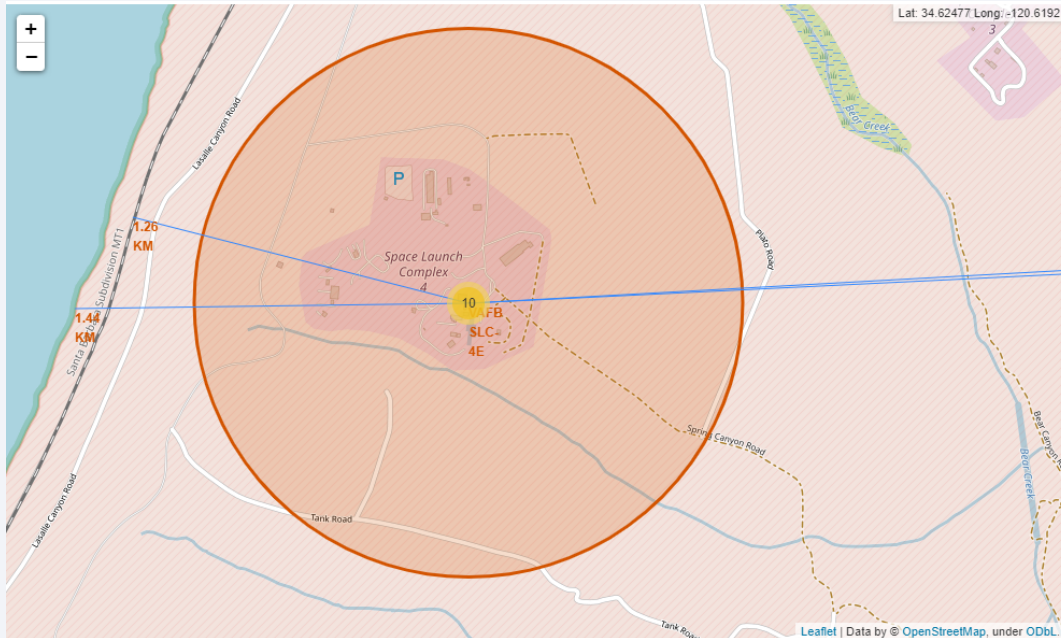 +
−
Lat: 34.62477 Long: -120.6192
3
Lasalle Canyon Road
Bear Creek
P
1.26
KM
Santa Barbara Subdivision MT1
Space Launch
Complex
4
Plato Road
10
VAFB
SLC-
4E
1.44
KM
Spring Canyon Road
Bear Canyon R
Bear Creek
Lasalle Canyon Road
Tank Road
Tank Road
Leaflet | Data by © OpenStreetMap, under ODbL.